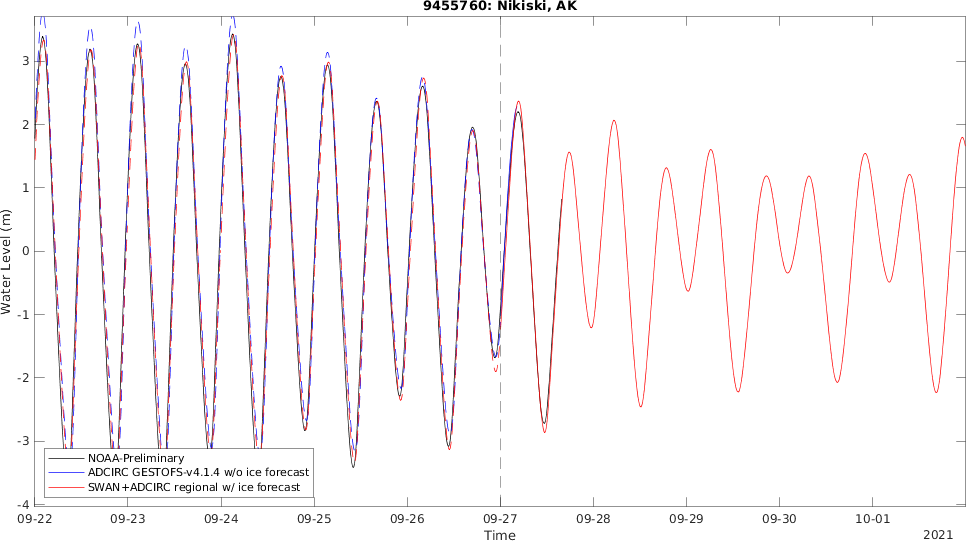 9455760: Nikiski, AK
3
2
1
0
-1
-2
-3
-4
Water Level (m)
NOAA-Preliminary
ADCIRC GESTOFS-v4.1.4 w/o ice forecast
SWAN+ADCIRC regional w/ ice forecast
09-22 09-23 09-24 09-25 09-26 09-27 09-28 09-29 09-30 10-01
Time
2021